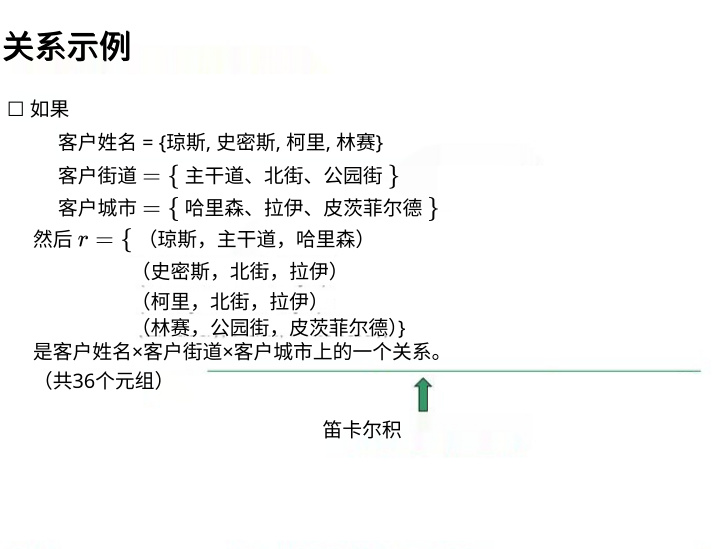 关系示例
□ 如果
客户姓名 = {琼斯, 史密斯, 柯里, 林赛}
客户街道 = { 主干道、北街、公园街 }
客户城市 = { 哈里森、拉伊、皮茨菲尔德 }
然后 r = { （琼斯，主干道，哈里森）
（史密斯，北街，拉伊）
（柯里，北街，拉伊）
（林赛，公园街，皮茨菲尔德）}
是客户姓名×客户街道×客户城市上的一个关系。
（共36个元组）
笛卡尔积